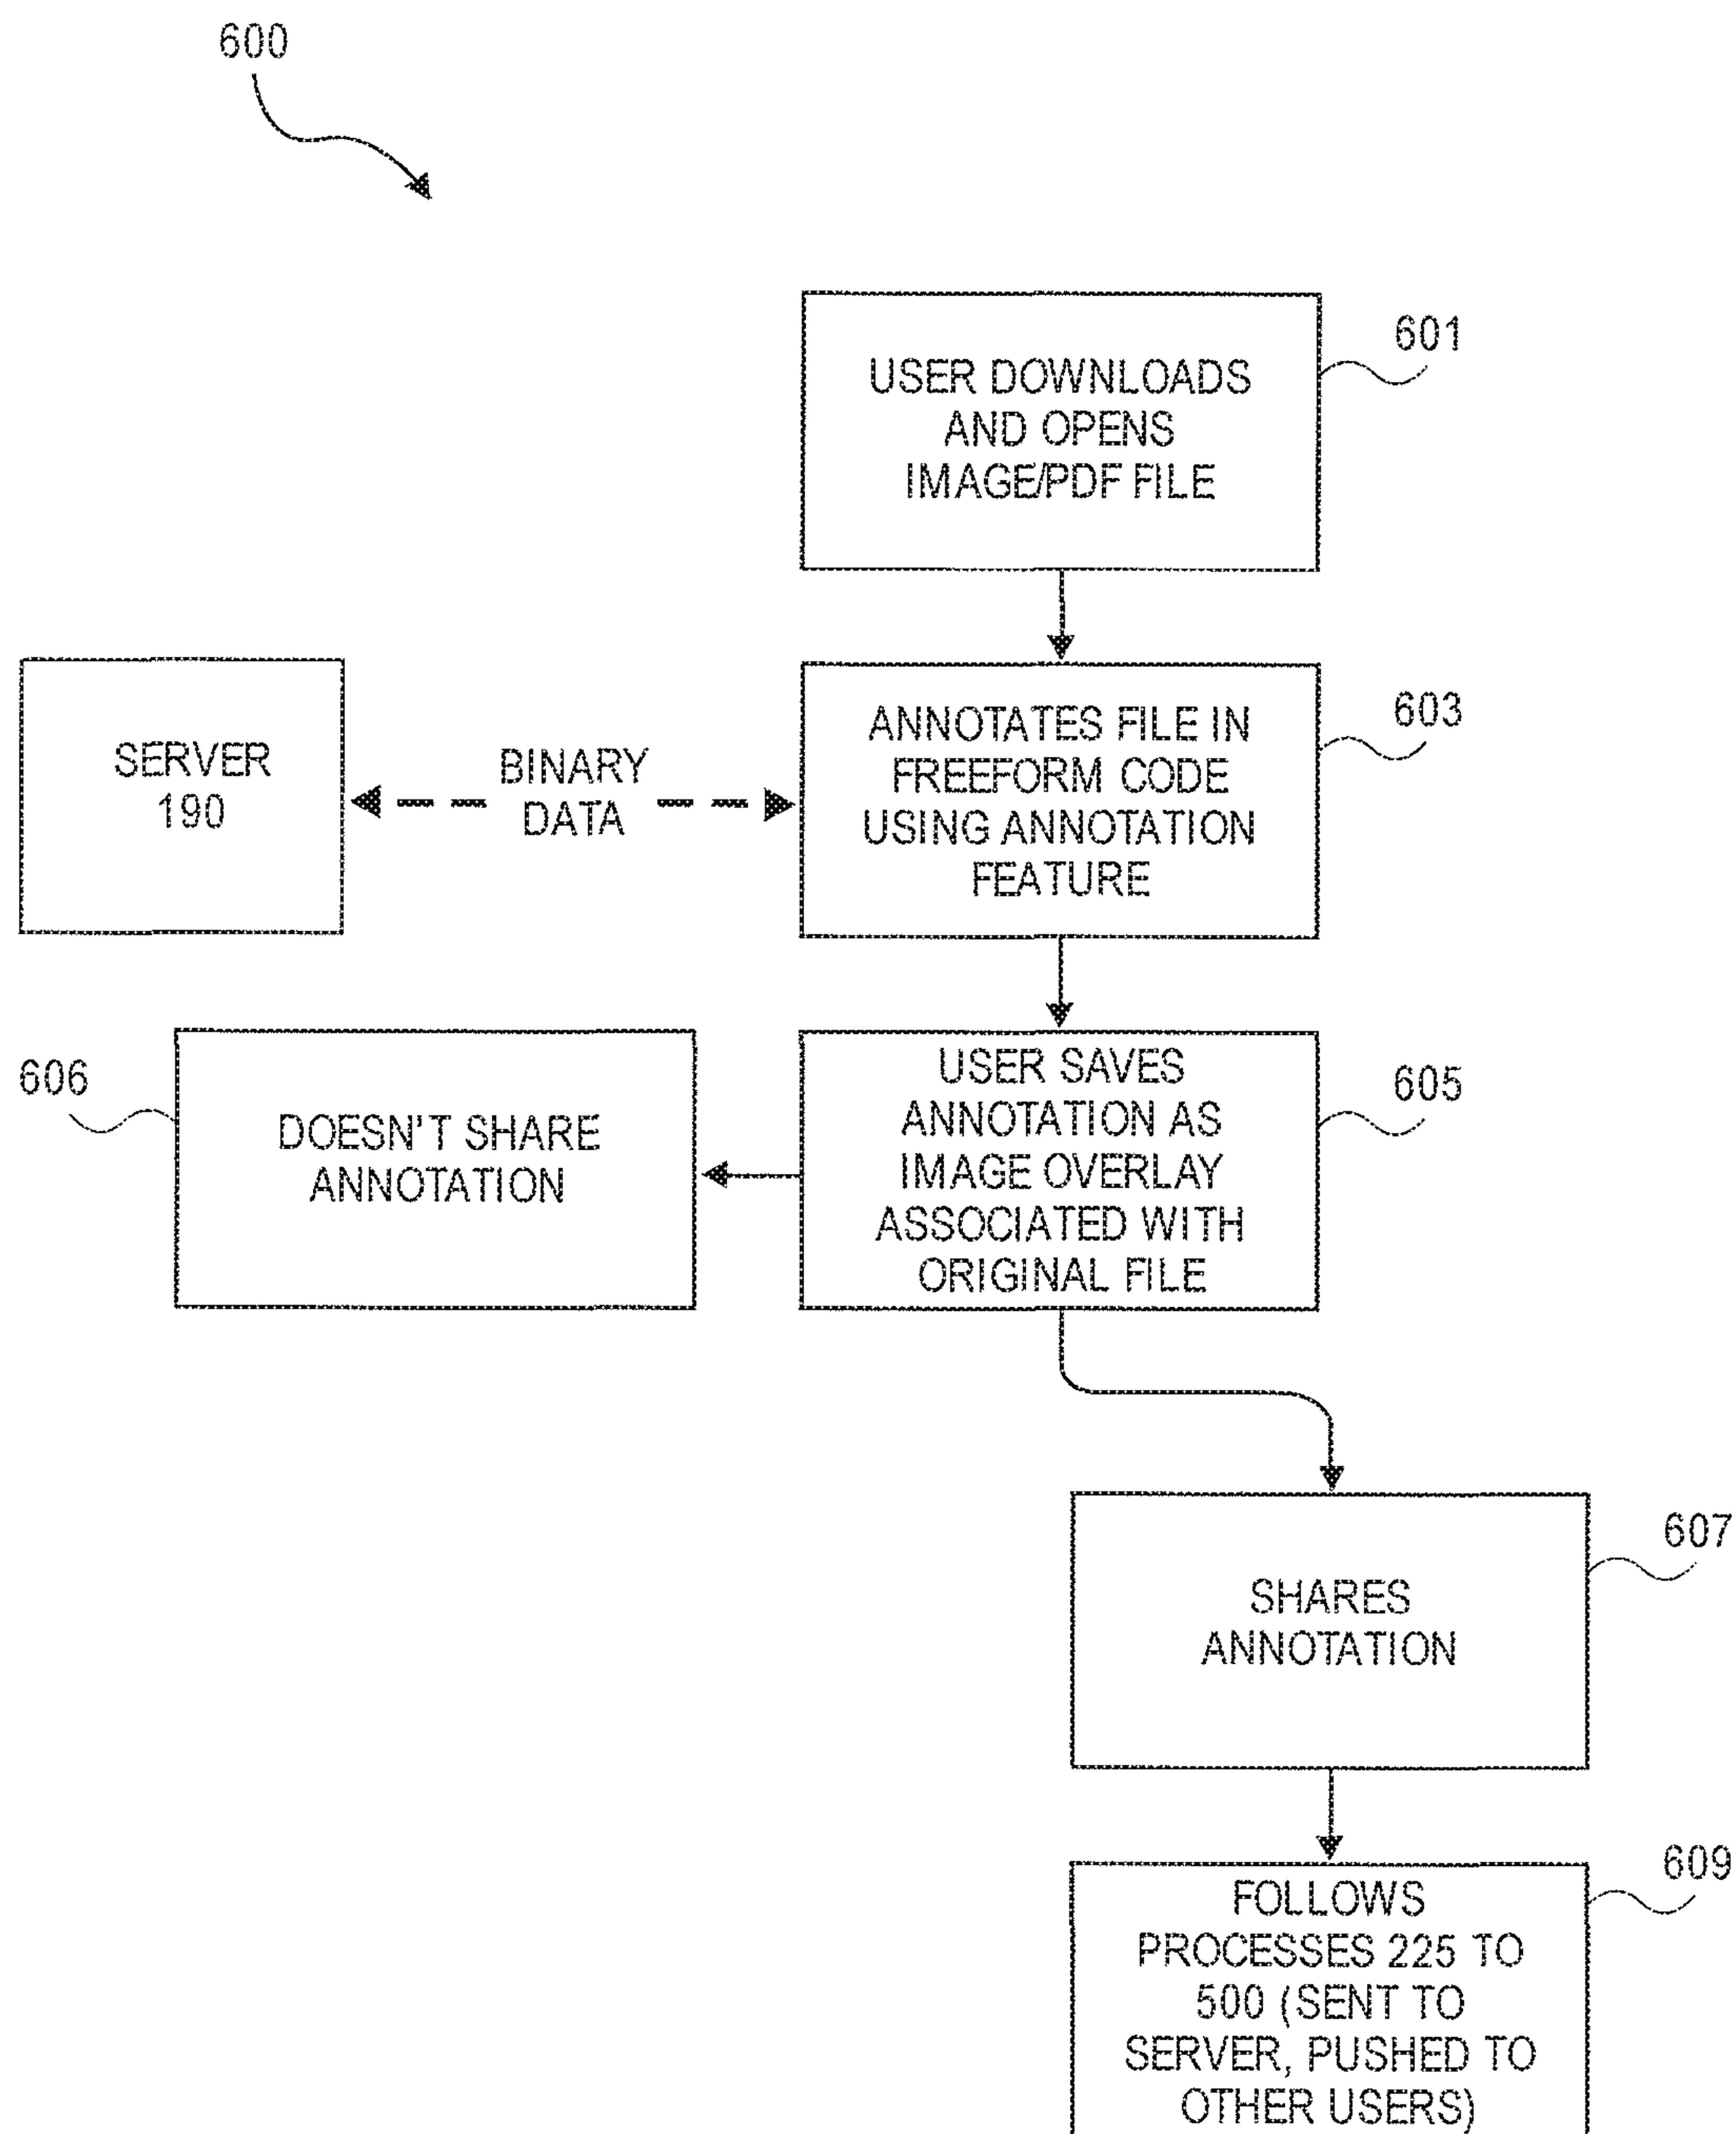 600
601
USER DOWNLOADS
AND OPENS
IMAGE/PDF FILE
603
ANNOTATES FILE IN
FREEFORM CODE
USING ANNOTATION
FEATURE
SERVER
190
BINARY
DATA
605
USER SAVES
ANNOTATION AS
IMAGE OVERLAY
ASSOCIATED WITH
ORIGINAL FILE
606
DOESN'T SHARE
ANNOTATION
607
SHARES
ANNOTATION
609
FOLLOWS
PROCESSES 225 TO
500 (SENT TO
SERVER, PUSHED TO
OTHER USERS)